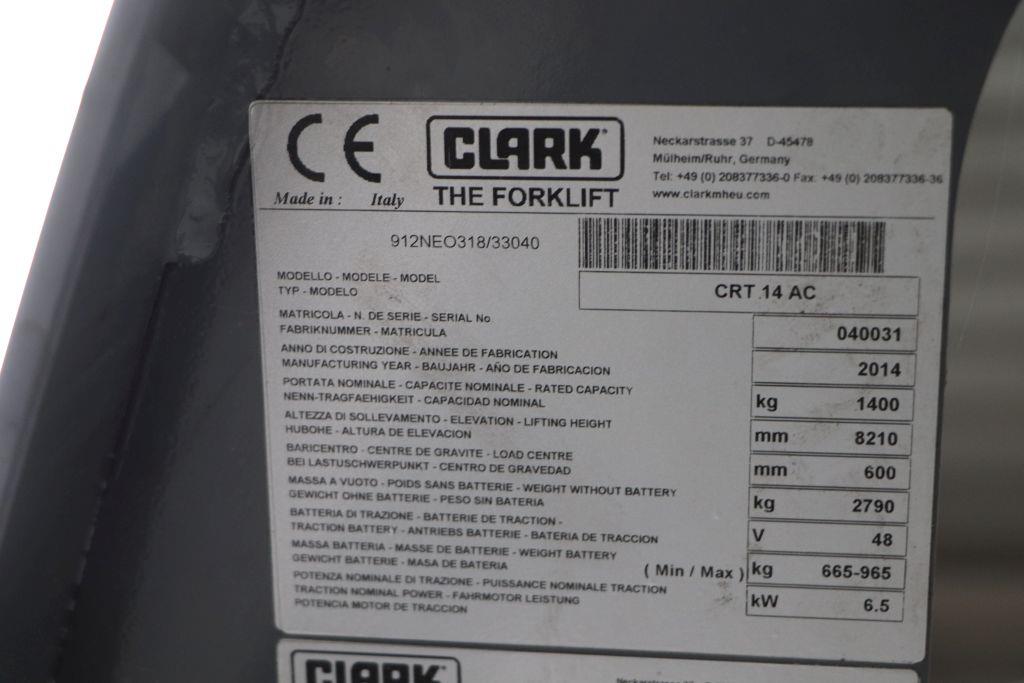 CE
CLARK
THE FORKLIFT
Made in : Italy
Neckarstrasse 37 D-45478
Mülheim/Ruhr, Germany
Tel: +49 (0) 208377336-0 Fax: +49 (0) 208377336-36
www.clarkmheu.com
912NEO318/33040
MODELLO - MODELE - MODEL
TYP - MODELO
CRT 14 AC
MATRICOLA - N. DE SERIE - SERIAL No
FABRIKNUMMER - MATRICULA
040031
ANNO DI COSTRUZIONE - ANNEE DE FABRICATION
MANUFACTURING YEAR - BAUJAHR - AÑO DE FABRICACION
2014
PORTATA NOMINALE - CAPACITE NOMINALE - RATED CAPACITY
NENN-TRAGFAEHIGKEIT - CAPACIDAD NOMINAL
kg 1400
ALTEZZA DI SOLLEVAMENTO - ELEVATION - LIFTING HEIGHT
HUBOHE - ALTURA DE ELEVACION
mm 8210
BARICENTRO - CENTRE DE GRAVITE - LOAD CENTRE
BEI LASTUSCHWERPUNKT - CENTRO DE GRAVEDAD
mm 600
MASSA A VUOTO - POIDS SANS BATTERIE - WEIGHT WITHOUT BATTERY
GEWICHT OHNE BATTERIE - PESO SIN BATERIA
kg 2790
BATTERIA DI TRAZIONE - BATTERIE DE TRACTION -
TRACTION BATTERY - ANTRIEBS BATTERIE - BATERIA DE TRACCION
V 48
MASSA BATTERIA - MASSE DE BATTERIE - WEIGHT BATTERY
GEWICHT BATTERIE - MASA DE BATERIA
( Min / Max ) kg 665-965
POTENZA NOMINALE DI TRAZIONE - PUISSANCE NOMINALE TRACTION
TRACTION NOMINAL POWER - FAHRMOTOR LEISTUNG
POTENCIA MOTOR DE TRACCION
kW 6.5
CLARK